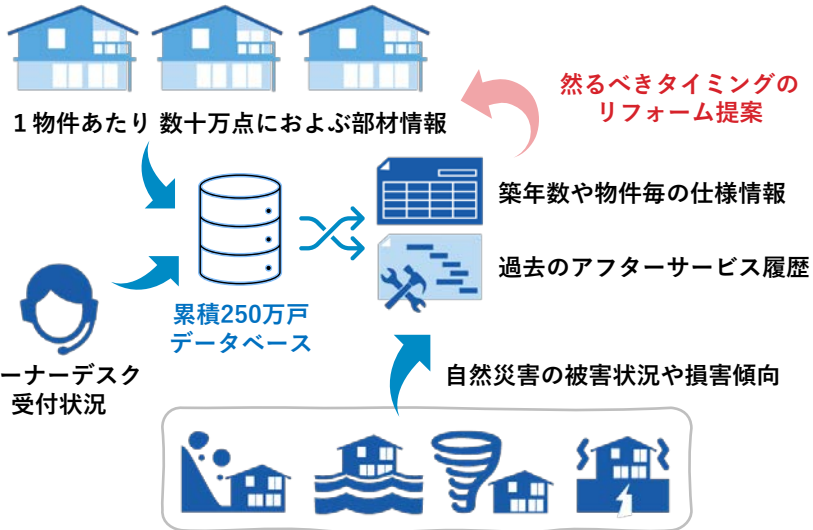 １物件あたり 数十万点におよぶ部材情報
然るべきタイミングの
リフォーム提案
築年数や物件毎の仕様情報
過去のアフターサービス履歴
累積250万戸
データベース
ーナーデスク
受付状況
自然災害の被害状況や損害傾向